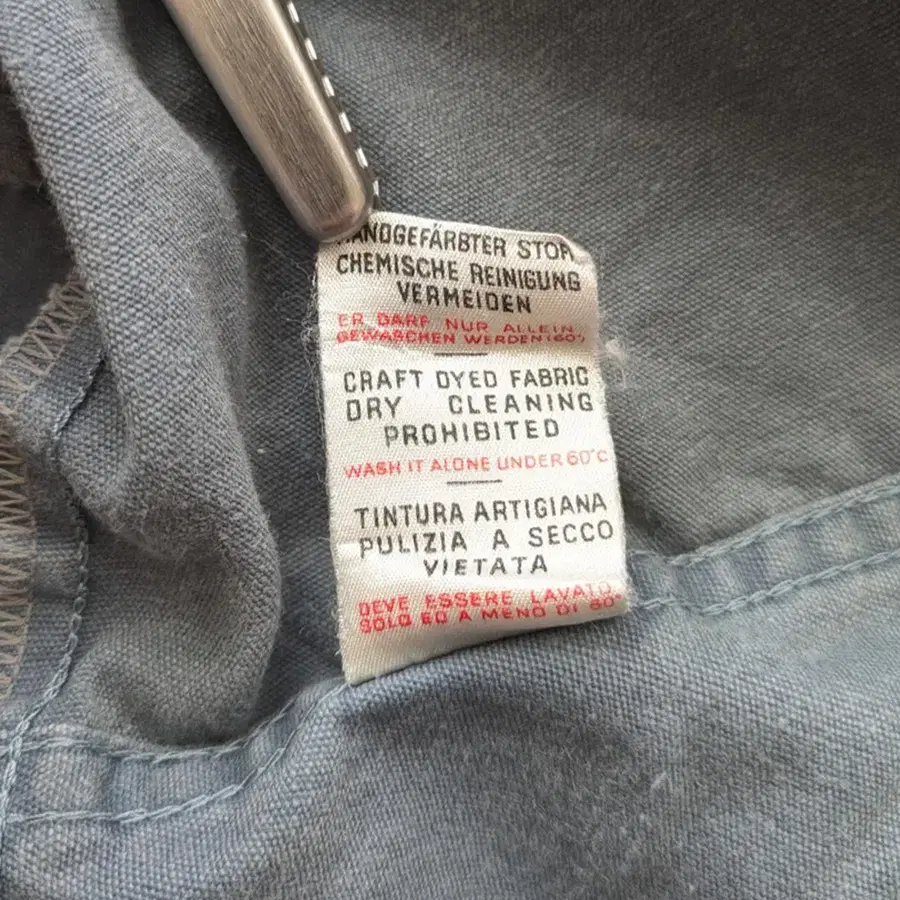 HANDGEFÄRBTER STOF
CHEMISCHE REINIGUNG
VERMEIDEN
ER DARF NUR ALLEIN
GEWASCHEN WERDEN (60°)
CRAFT DYED FABRIC
DRY CLEANING
PROHIBITED
WASH IT ALONE UNDER 60°C
TINTURA ARTIGIANA
PULIZIA A SECCO
VIETATA
DEVE ESSERE LAVATO
SOLO ED A MENO DI 60°